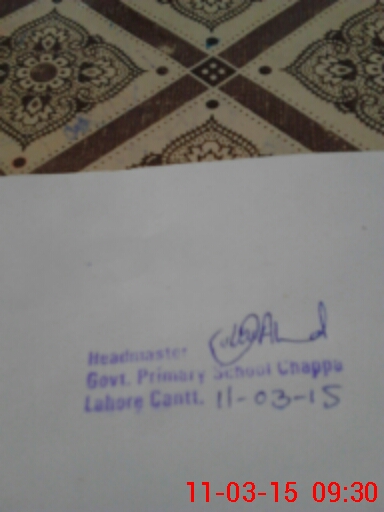 Headmaster
Govt. Primary School Chappa
Lahore Cantt. 11-03-15
11-03-15 09:30